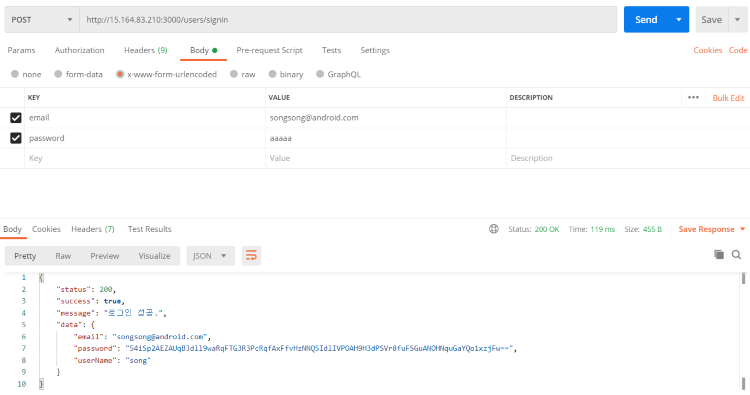 POST http://15.164.83.210:3000/users/signin Send Save
Params Authorization Headers (9) Body Pre-request Script Tests Settings Cookies Code
none form-data x-www-form-urlencoded raw binary GraphQL
KEY VALUE DESCRIPTION ••• Bulk Edit
email songsong@android.com
password aaaaa
Key Value Description
Body Cookies Headers (7) Test Results Status: 200 OK Time: 119 ms Size: 455 B Save Response
Pretty Raw Preview Visualize JSON
1 {
2 "status": 200,
3 "success": true,
4 "message": "로그인 성공.",
5 "data": {
6 "email": "songsong@android.com",
7 "password":
8 "userName": "song"
9 }
10 }